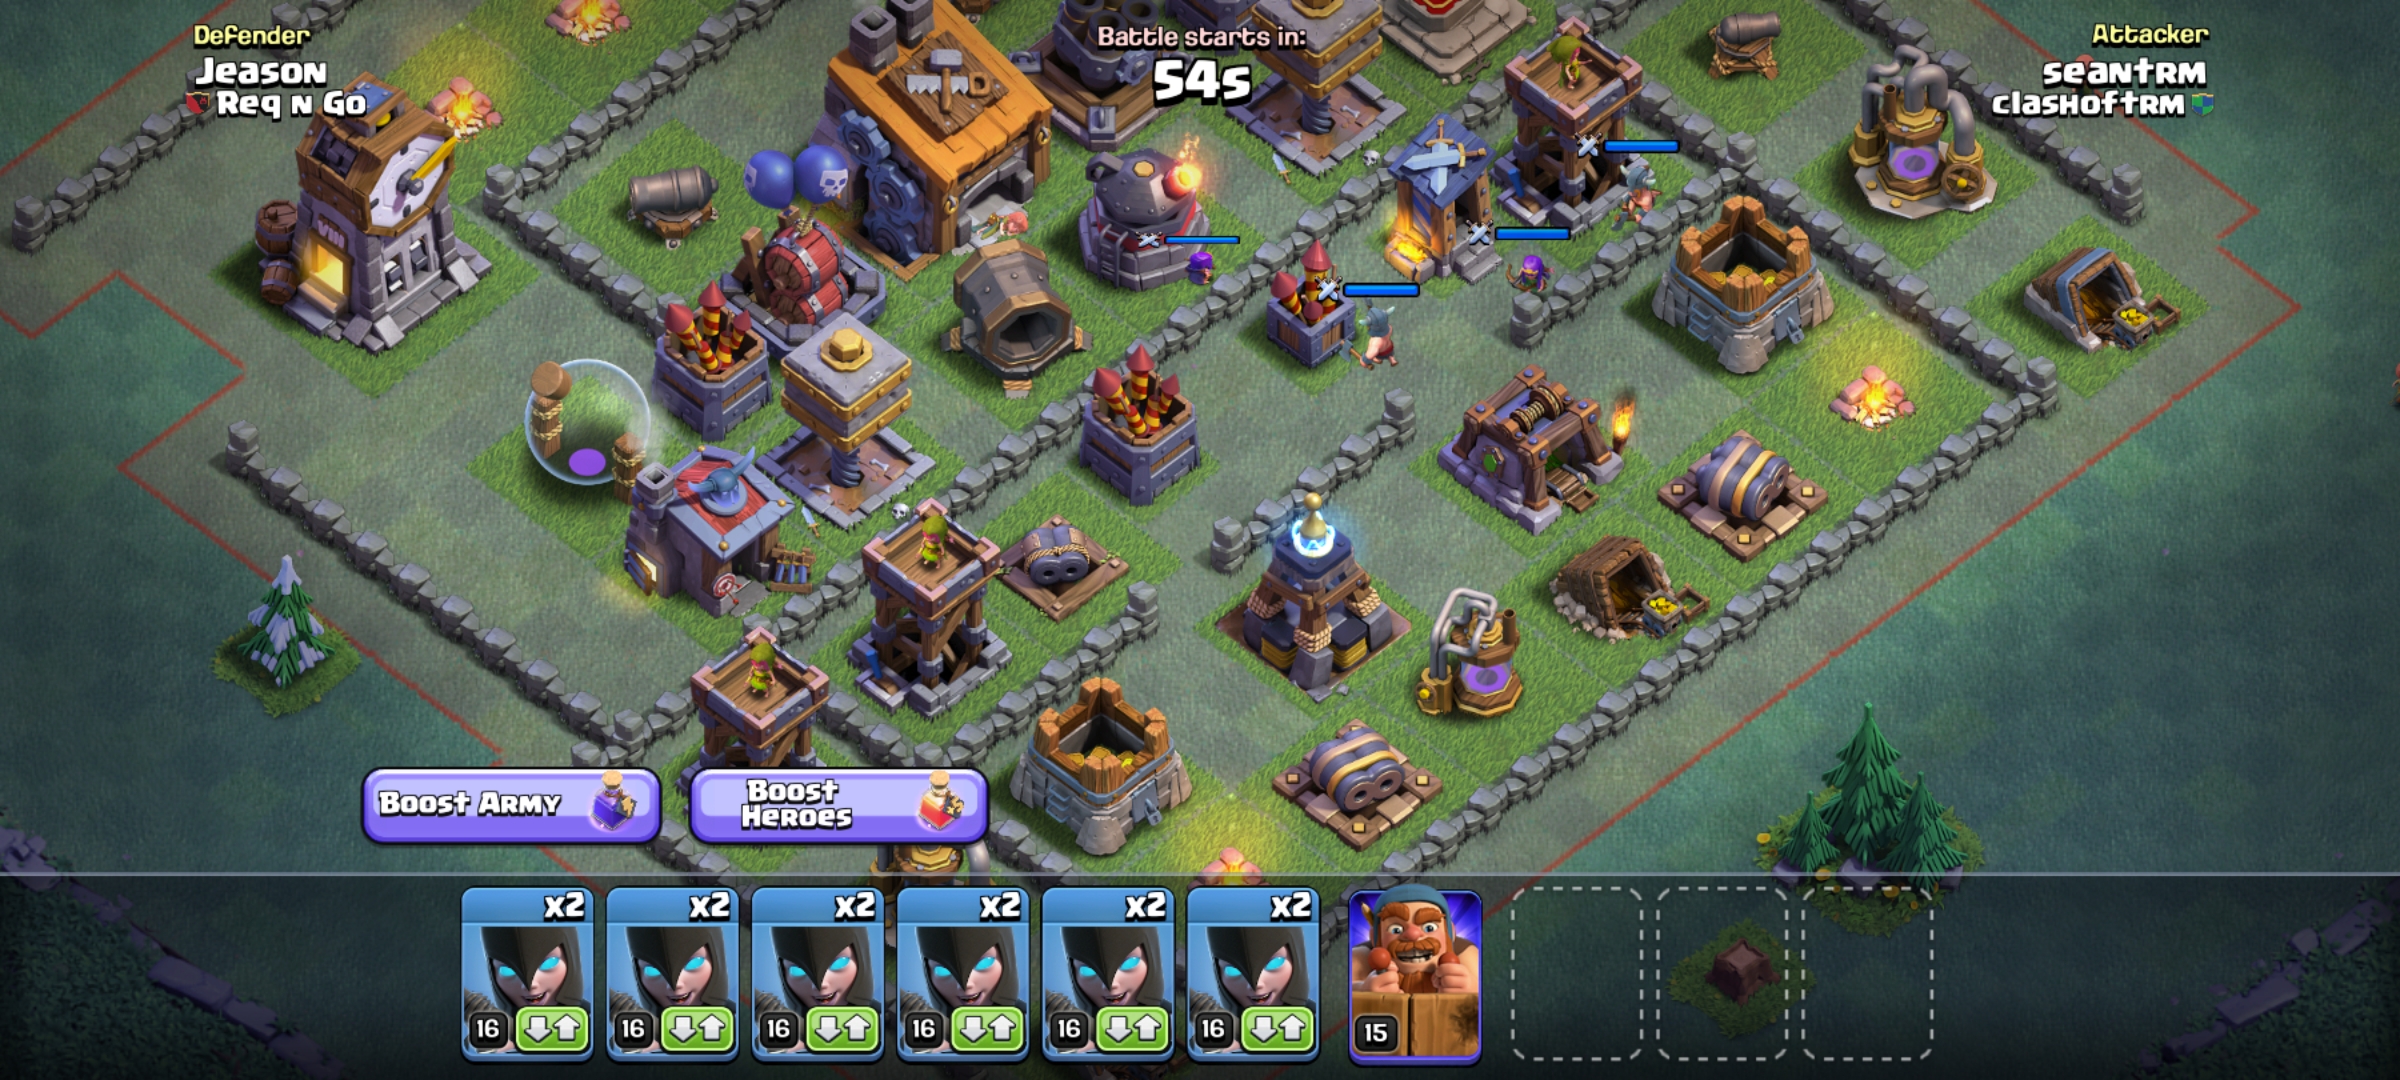 Defender
Jeason
Req n Go
Battle starts in:
54s
Attacker
seantRM
clashoftRM
VIII
Boost Army
Boost
Heroes
x2
x2
x2
x2
x2
x2
16
16
16
16
16
16
15